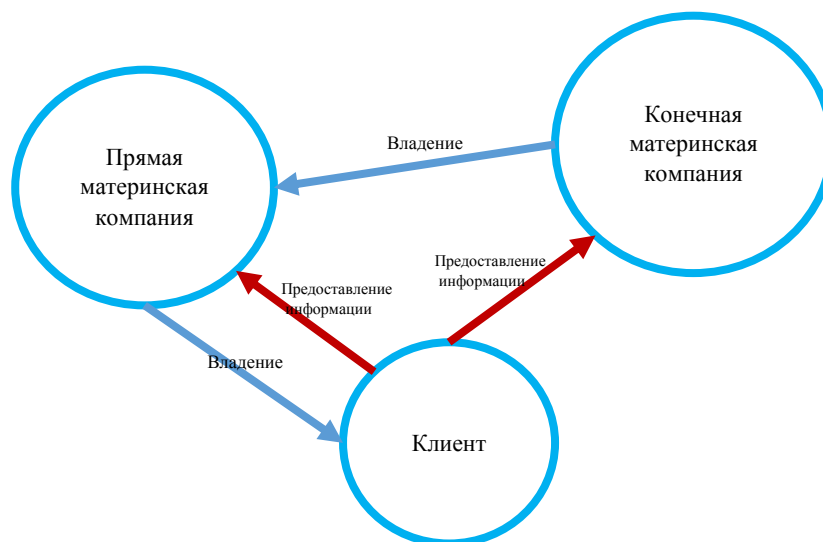 Прямая
материнская
компания
Владение
Конечная
материнская
компания
Предоставление
информации
Предоставление
информации
Владение
Клиент